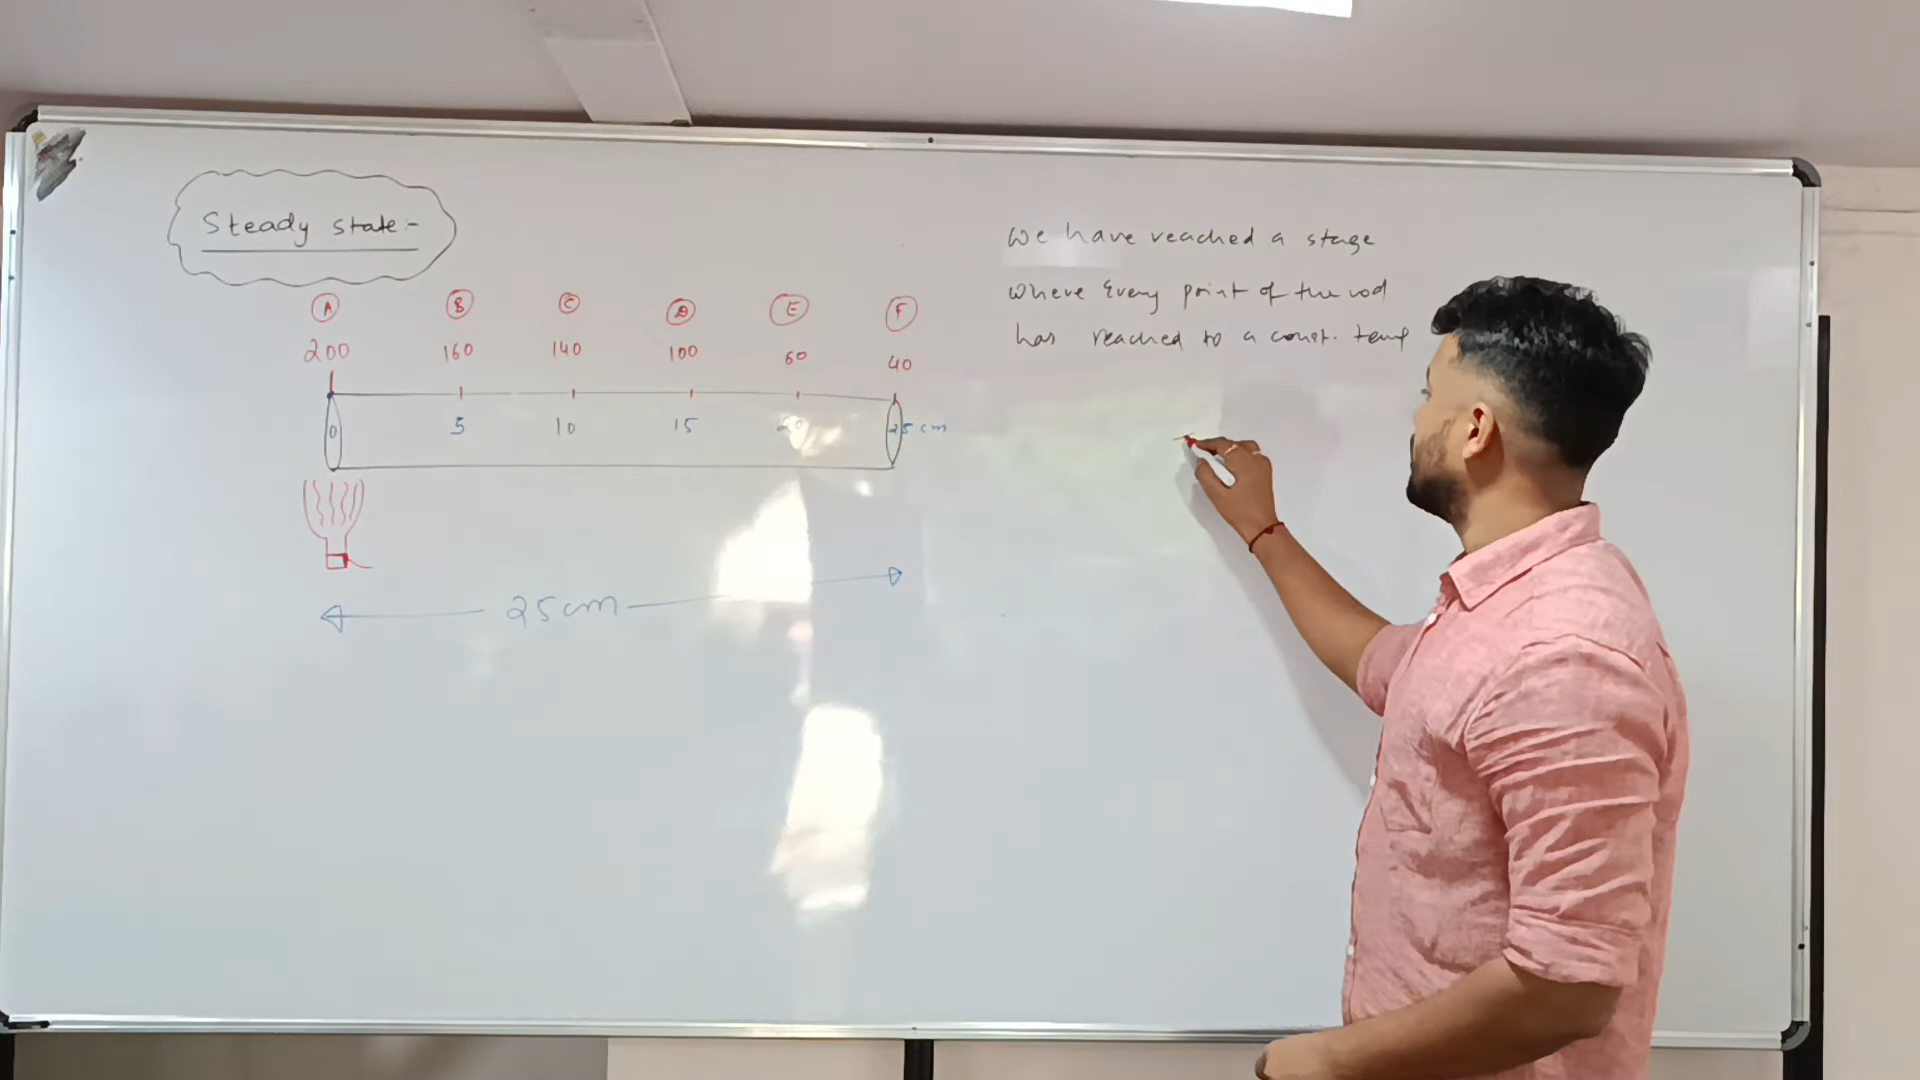 Steady state:-
A B C D E F
200 160 140 100 60 40
0 5 10 15 20 25 cm
25cm
we have reached a stage
where Every point of the rod
has reached to a const. temp